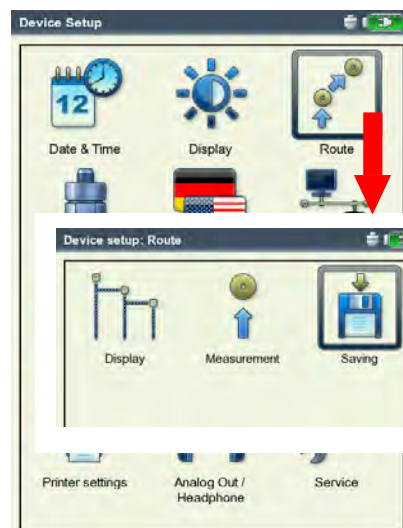 Device Setup
12
Date & Time
Display
Route
Device setup: Route
Display
Measurement
Saving
Printer settings
Analog Out /
Headphone
Service